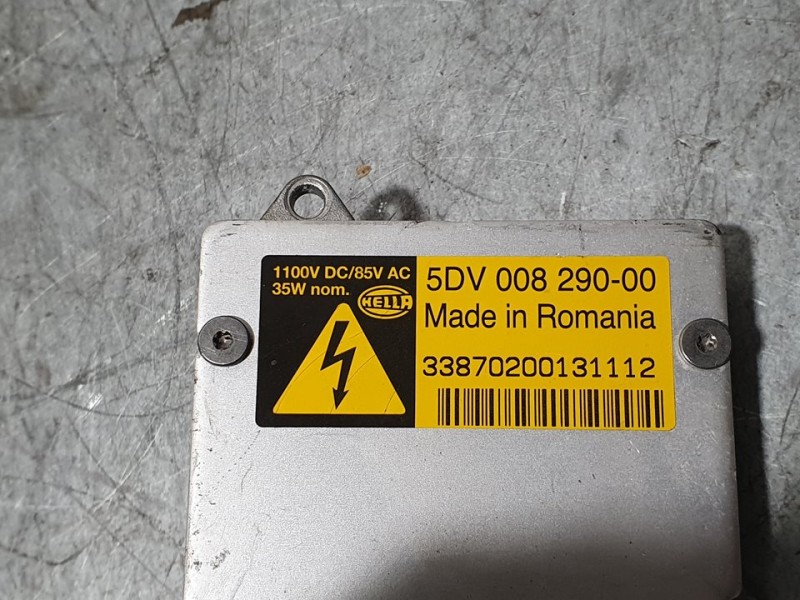 1100V DC/85V AC
35W nom.
HELLA
5DV 008 290-00
Made in Romania
33870200131112